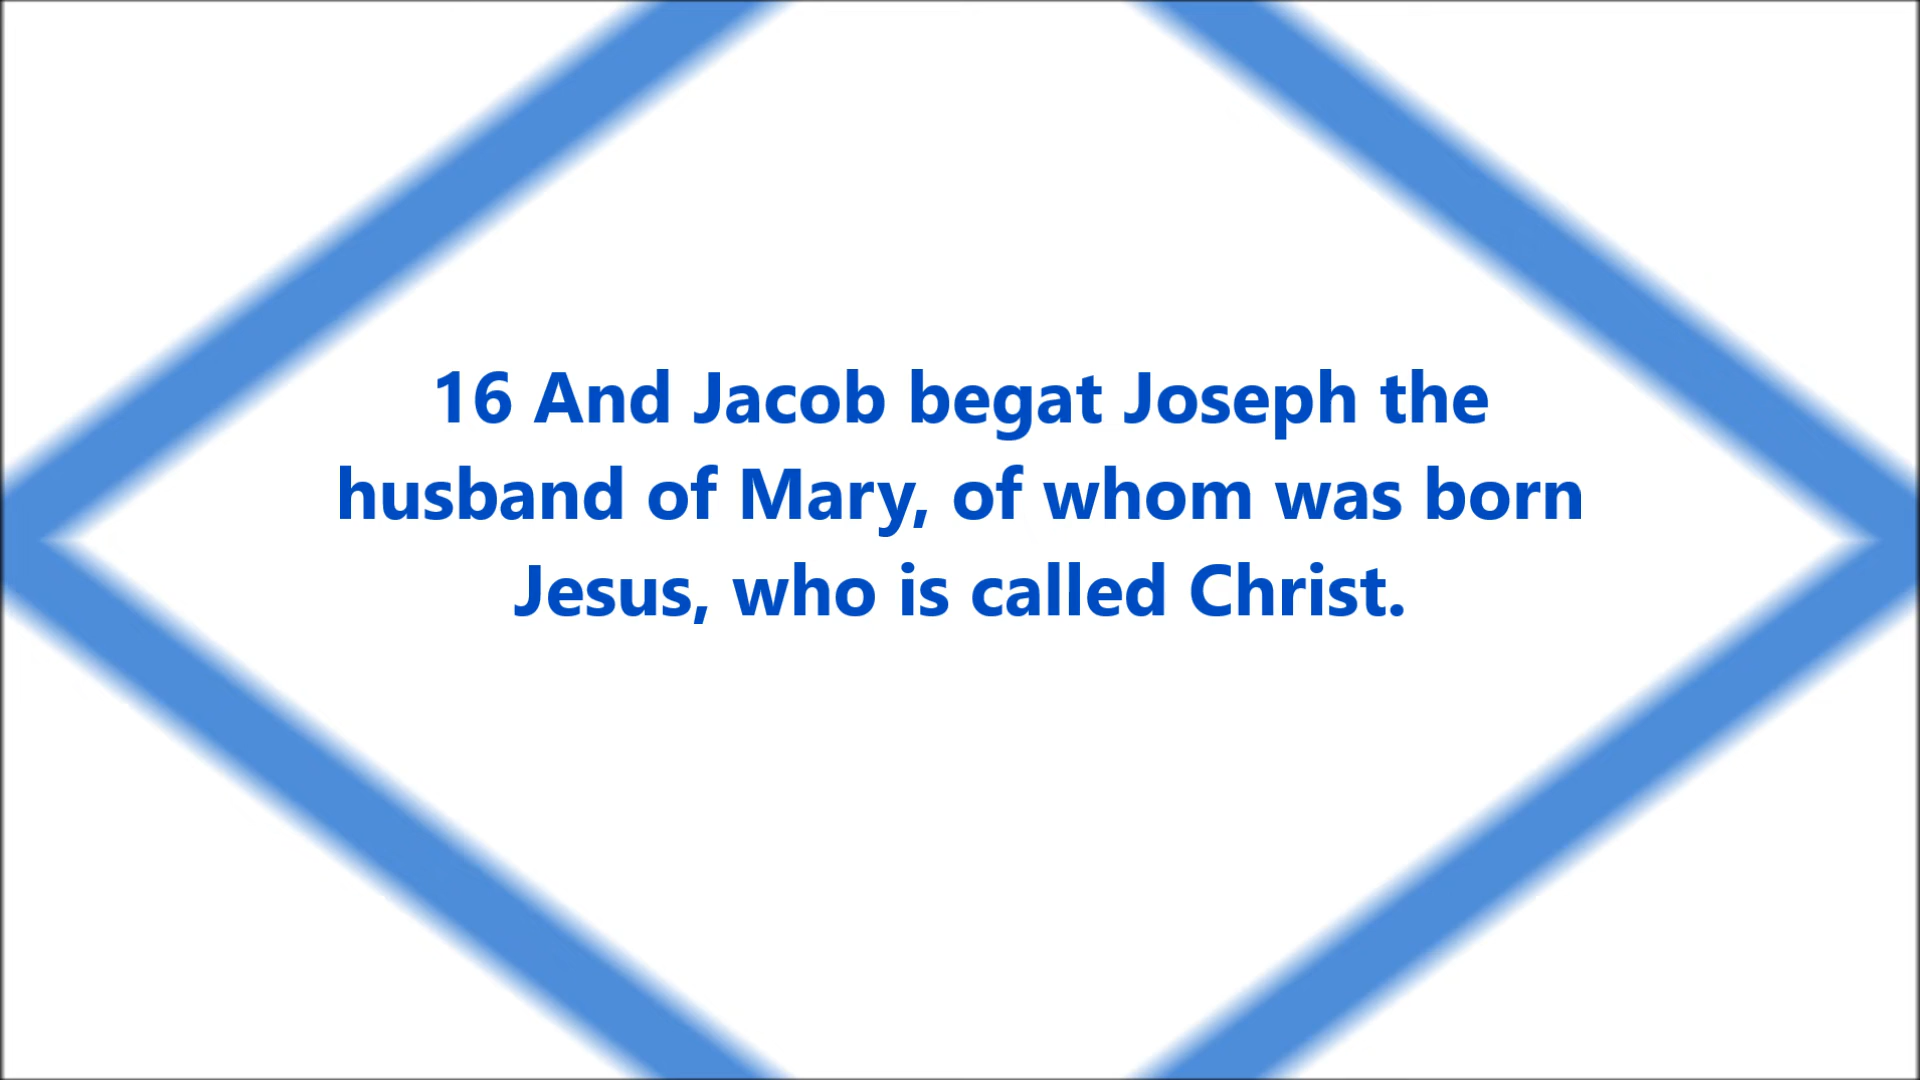 16 And Jacob begat Joseph the
husband of Mary, of whom was born
Jesus, who is called Christ.